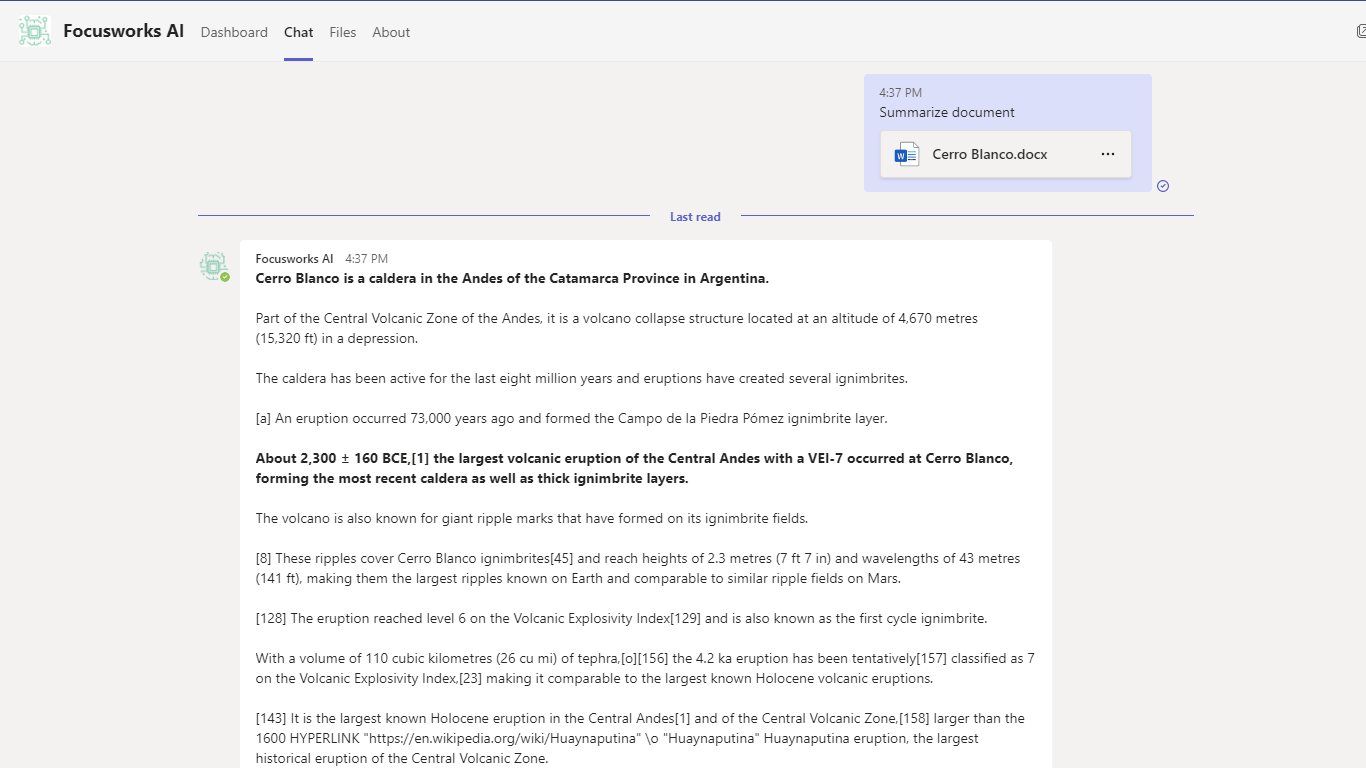 Focusworks AI Dashboard Chat Files About
4:37 PM
Summarize document
Cerro Blanco.docx ...
Last read
Focusworks AI 4:37 PM
Cerro Blanco is a caldera in the Andes of the Catamarca Province in Argentina.
Part of the Central Volcanic Zone of the Andes, it is a volcano collapse structure located at an altitude of 4,670 metres
(15,320 ft) in a depression.
The caldera has been active for the last eight million years and eruptions have created several ignimbrites.
[a] An eruption occurred 73,000 years ago and formed the Campo de la Piedra Pómez ignimbrite layer.
About 2,300 ± 160 BCE,[1] the largest volcanic eruption of the Central Andes with a VEI-7 occurred at Cerro Blanco,
forming the most recent caldera as well as thick ignimbrite layers.
The volcano is also known for giant ripple marks that have formed on its ignimbrite fields.
[8] These ripples cover Cerro Blanco ignimbrites[45] and reach heights of 2.3 metres (7 ft 7 in) and wavelengths of 43 metres
(141 ft), making them the largest ripples known on Earth and comparable to similar ripple fields on Mars.
[128] The eruption reached level 6 on the Volcanic Explosivity Index[129] and is also known as the first cycle ignimbrite.
With a volume of 110 cubic kilometres (26 cu mi) of tephra,[o][156] the 4.2 ka eruption has been tentatively[157] classified as 7
on the Volcanic Explosivity Index,[23] making it comparable to the largest known Holocene volcanic eruptions.
[143] It is the largest known Holocene eruption in the Central Andes[1] and of the Central Volcanic Zone,[158] larger than the
1600 HYPERLINK "https://en.wikipedia.org/wiki/Huaynaputina" \o "Huaynaputina" Huaynaputina eruption, the largest
historical eruption of the Central Volcanic Zone.